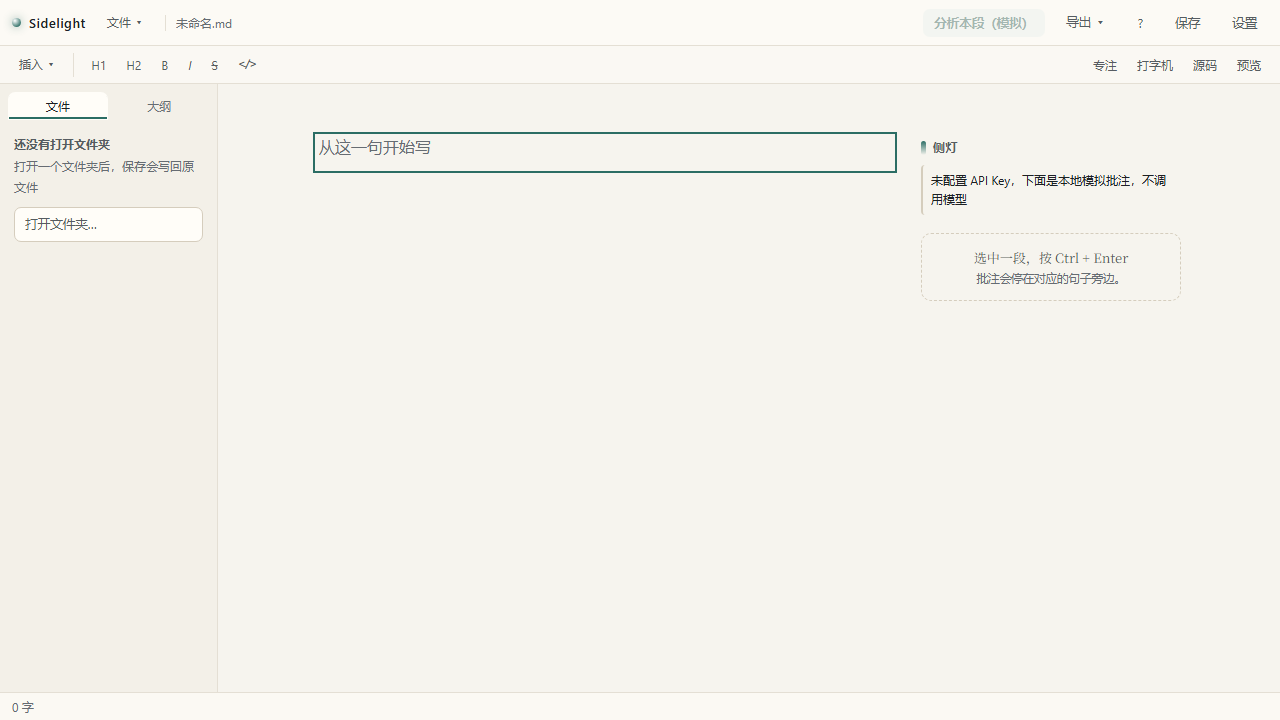 Sidelight 文件 ▾ 未命名.md 分析本段（模拟） 导出 ▾ ? 保存 设置
插入 ▾ H1 H2 B I S </> 专注 打字机 源码 预览
文件 大纲
还没有打开文件夹
打开一个文件夹后，保存会写回原
文件
打开文件夹...
从这一句开始写
侧灯
未配置 API Key，下面是本地模拟批注，不调
用模型
选中一段，按 Ctrl + Enter
批注会停在对应的句子旁边。
0 字